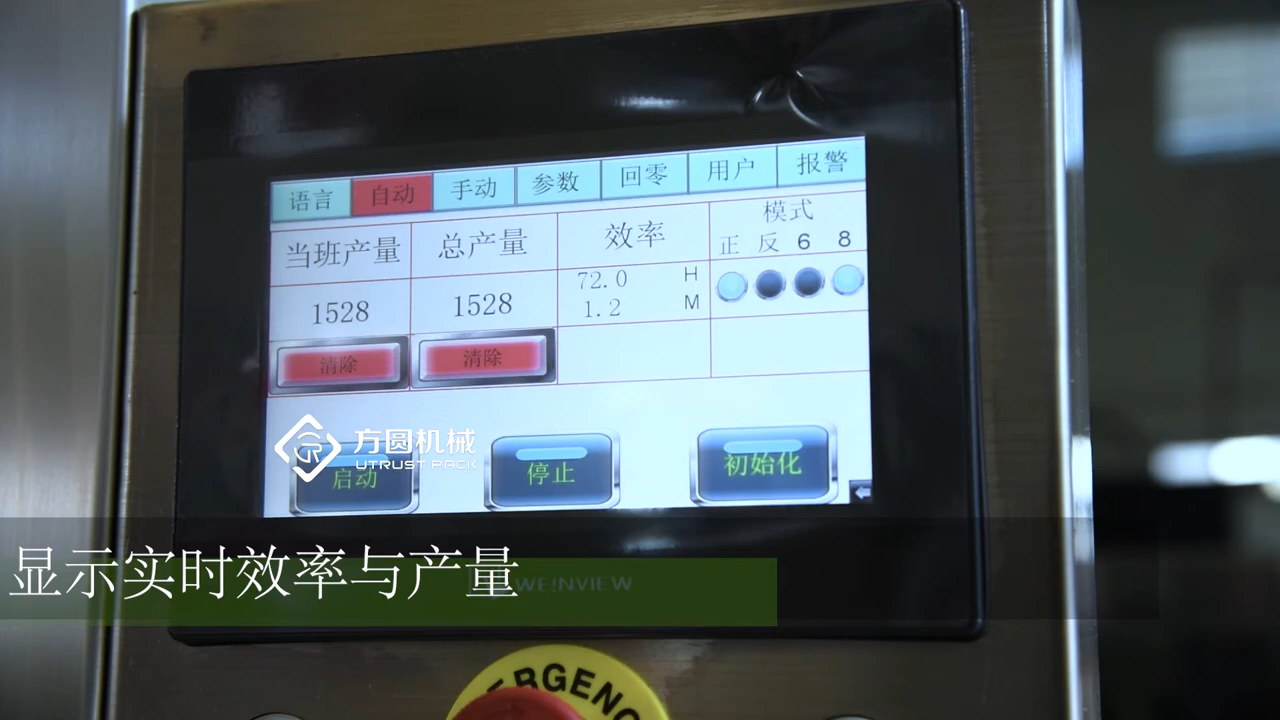 语言 自动 手动 参数 回零 用户 报警
当班产量 总产量 效率 模式
正 反 6 8
1528 1528 72.0 H
1.2 M
清除 清除
方圆机械
UTRUST PACK
启动 停止 初始化
显示实时效率与产量
WEINVIEW